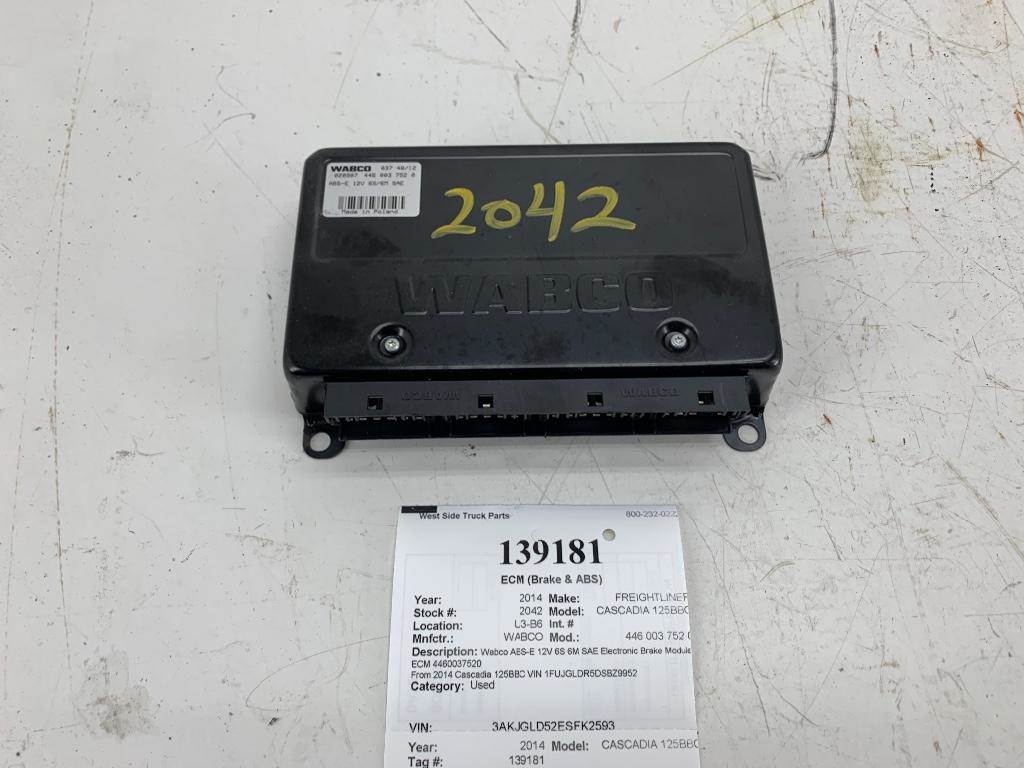 WABCO 037 40/12
020907 446 003 752 0
ABS-E 12V 6S/6M SAE
Made in Poland
2042
WABCO
WABCO
WABCO
West Side Truck Parts 800-232-022
139181
ECM (Brake & ABS)
Year: 2014 Make: FREIGHTLINER
Stock #: 2042 Model: CASCADIA 125BBC
Location: L3-B6 Int. #
Mnfctr.: WABCO Mod.: 446 003 752 0
Description: Wabco ABS-E 12V 6S 6M SAE Electronic Brake Module
ECM 4460037520
From 2014 Cascadia 125BBC VIN 1FUJGLDR5DSBZ9952
Category: Used
VIN: 3AKJGLD52ESFK2593
Year: 2014 Model: CASCADIA 125BBC
Tag #: 139181